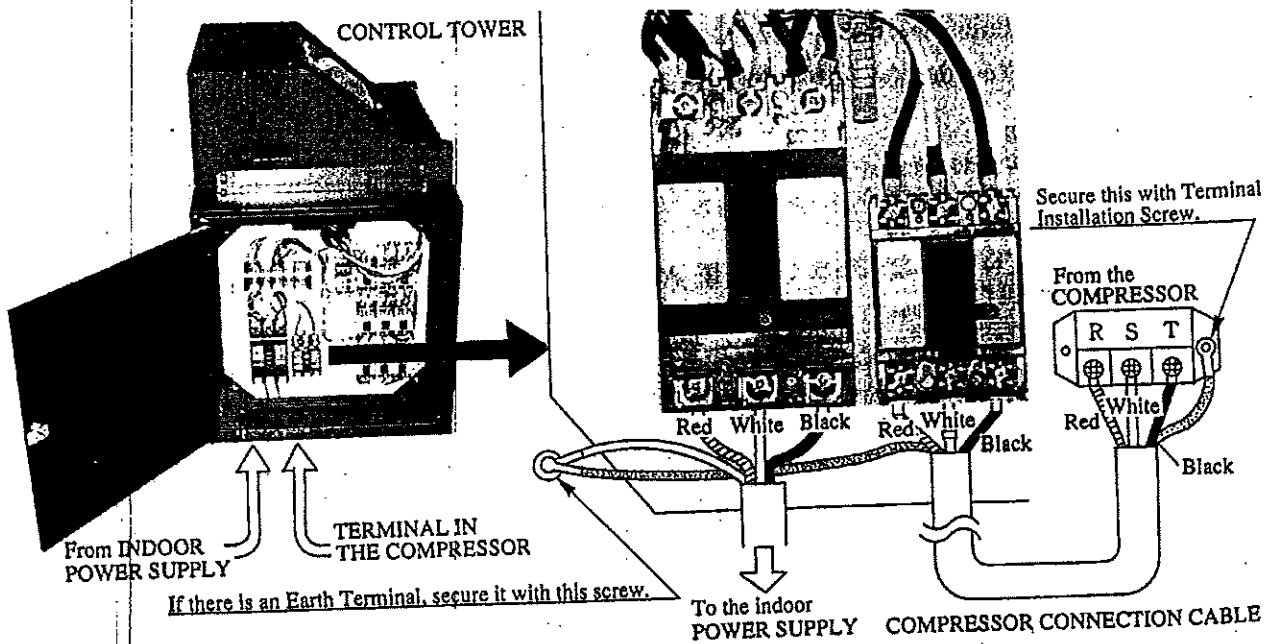 CONTROL TOWER
Secure this with Terminal
Installation Screw.
From the
COMPRESSOR
R S T
Red White Black
Red White Black
Red White Black
From INDOOR
POWER SUPPLY
TERMINAL IN
THE COMPRESSOR
If there is an Earth Terminal, secure it with this screw.
To the indoor
POWER SUPPLY
COMPRESSOR CONNECTION CABLE